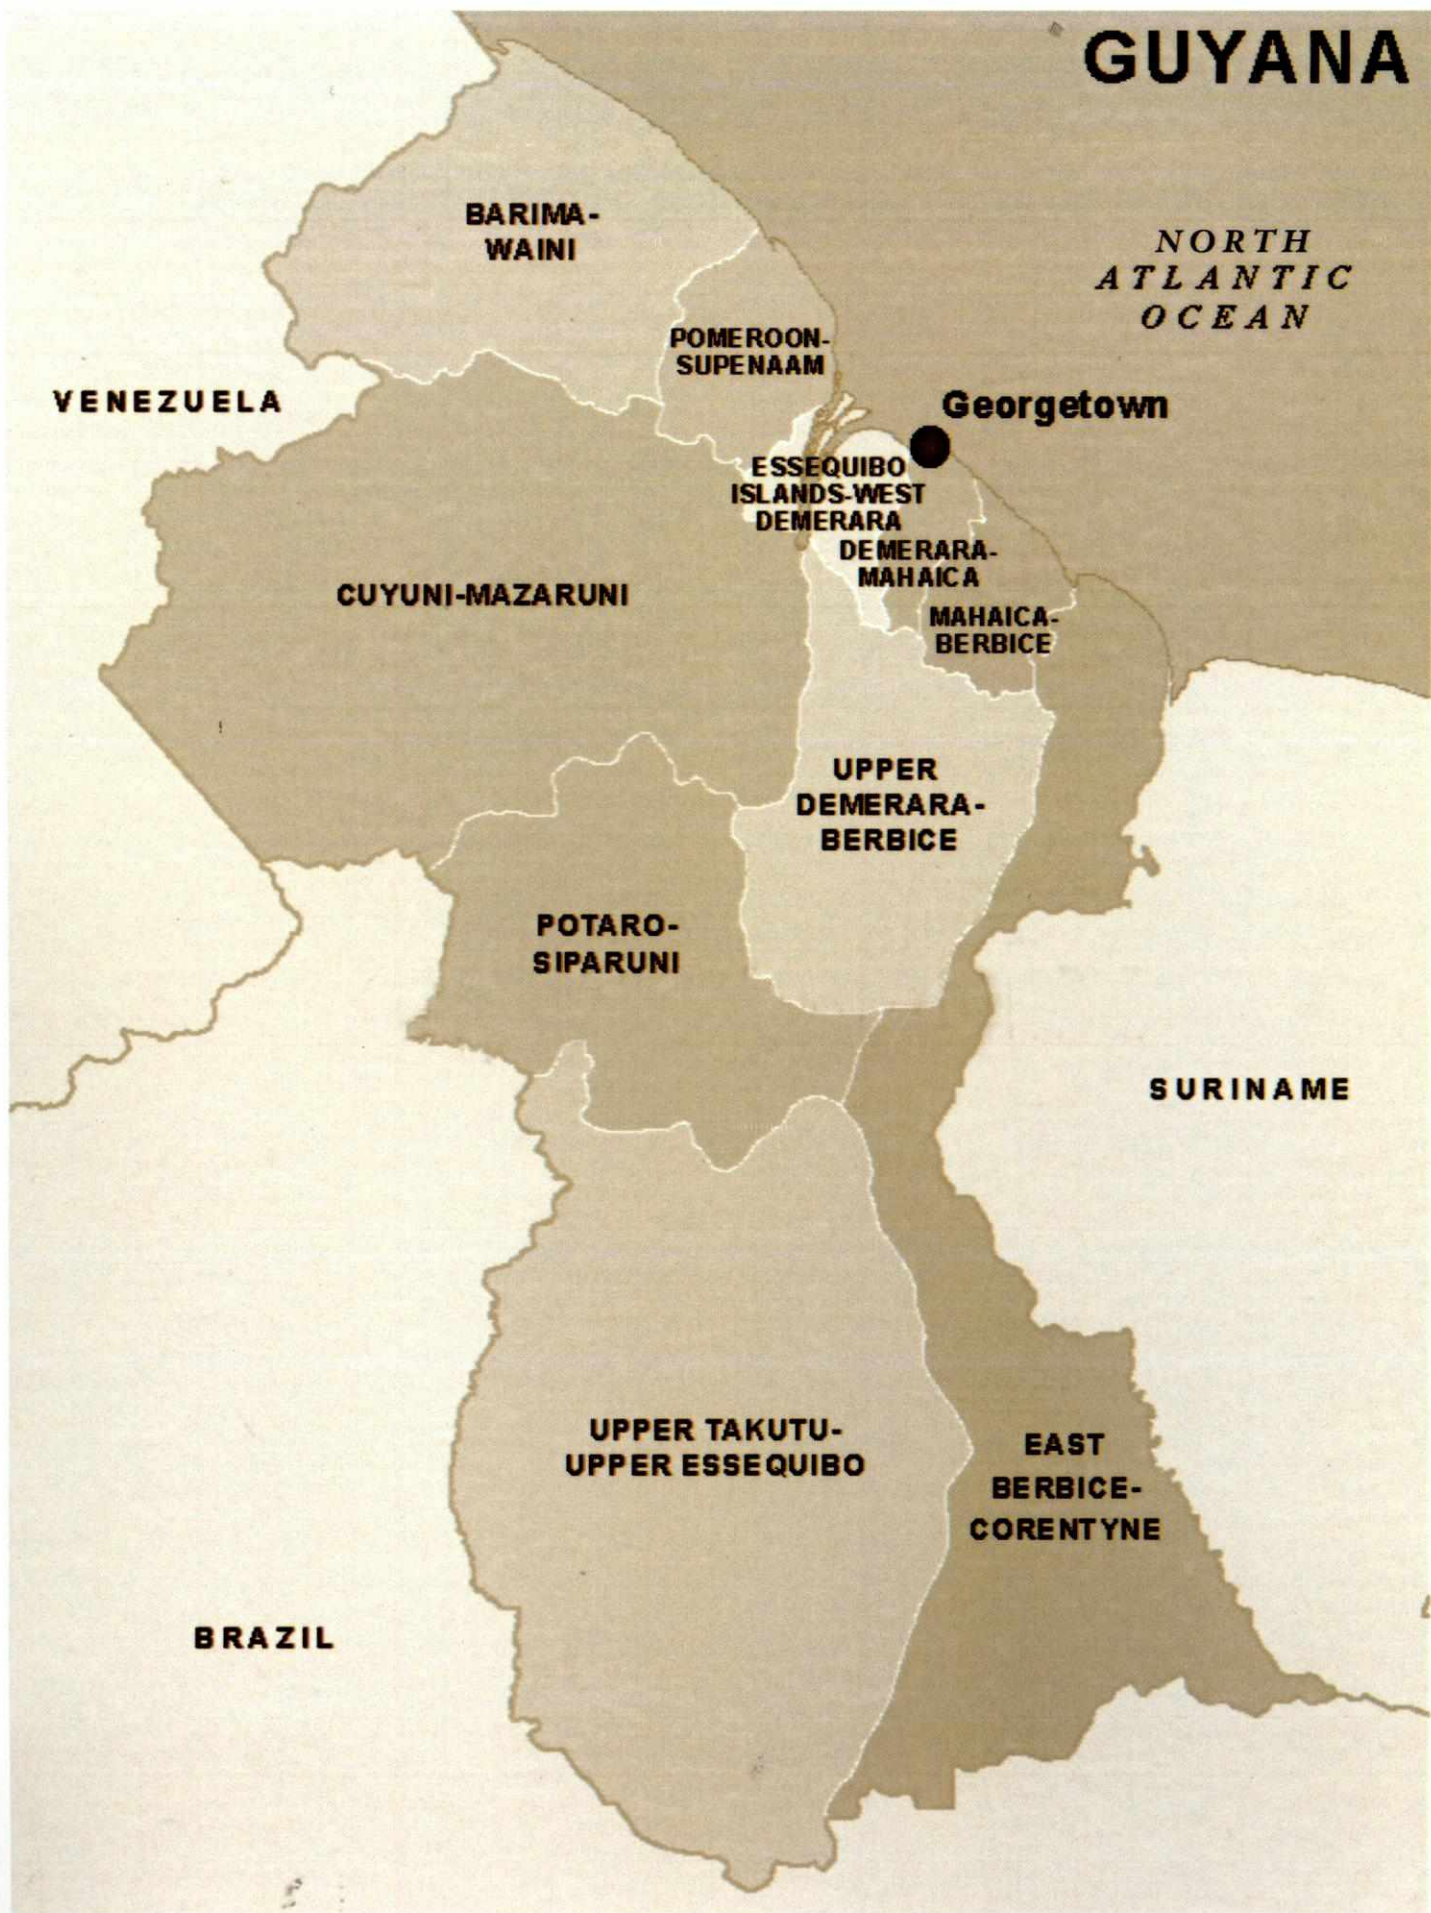 GUYANA
NORTH
ATLANTIC
OCEAN
BARIMA-
WAINI
POMEROON-
SUPENAAM
VENEZUELA
Georgetown
ESSEQUIBO
ISLANDS-WEST
DEMERARA
DEMERARA-
MAHAICA
CUYUNI-MAZARUNI
MAHAICA-
BERBICE
UPPER
DEMERARA-
BERBICE
POTARO-
SIPARUNI
SURINAME
UPPER TAKUTU-
UPPER ESSEQUIBO
EAST
BERBICE-
CORENTYNE
BRAZIL